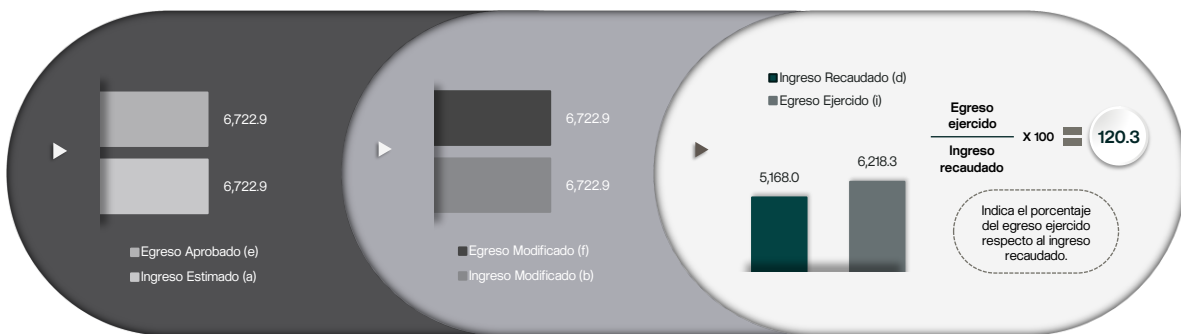 6,722.9
6,722.9
Egreso Aprobado (e)
Ingreso Estimado (a)
6,722.9
6,722.9
Egreso Modificado (f)
Ingreso Modificado (b)
Ingreso Recaudado (d)
Egreso Ejercido (i)
5,168.0
6,218.3
Egreso
ejercido
Ingreso
recaudado
X 100
120.3
Indica el porcentaje
del egreso ejercido
respecto al ingreso
recaudado.